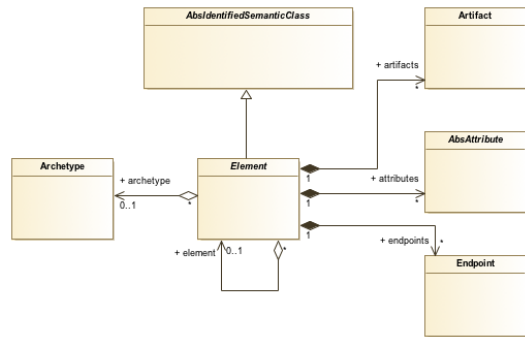 AbsIdentifiedSemanticClass
Artifact
+ artifacts
*
1
AbsAttribute
+ attributes
*
1
Archetype
+ archetype
0..1
*
Element
1
+ endpoints
*
+ element
0..1
*
Endpoint